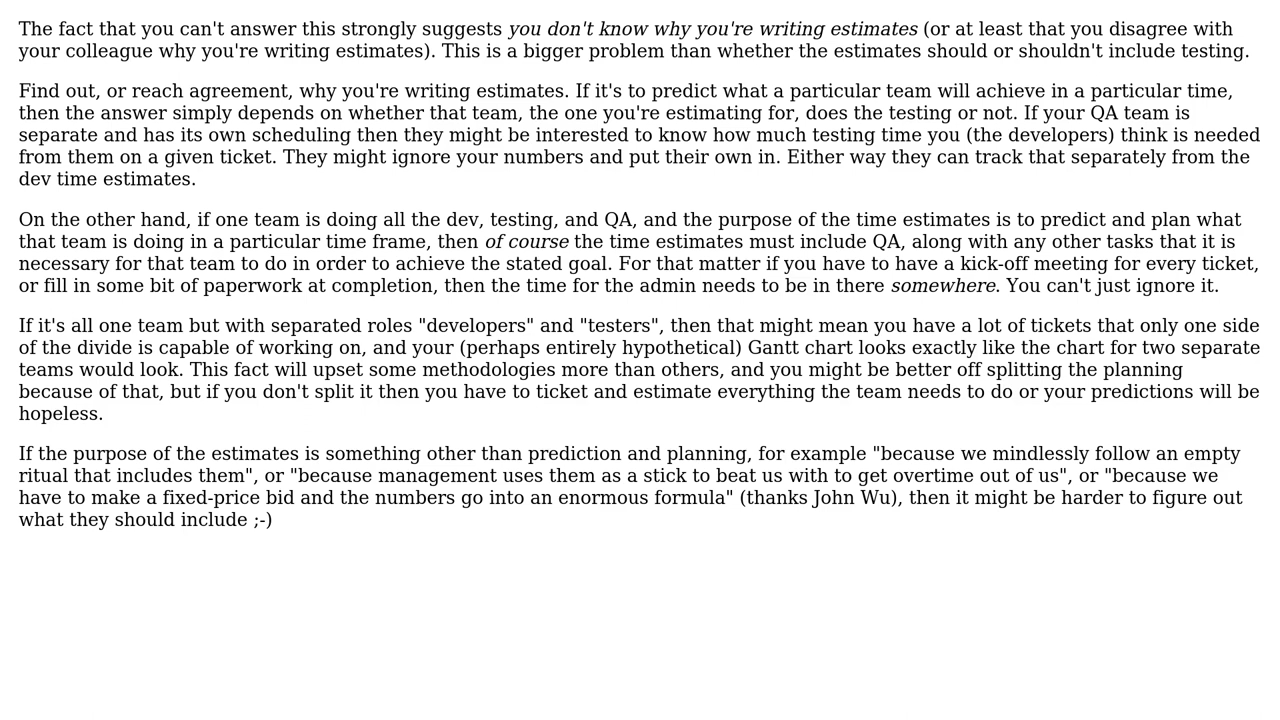 The fact that you can't answer this strongly suggests you don't know why you're writing estimates (or at least that you disagree with
your colleague why you're writing estimates). This is a bigger problem than whether the estimates should or shouldn't include testing.
Find out, or reach agreement, why you're writing estimates. If it's to predict what a particular team will achieve in a particular time,
then the answer simply depends on whether that team, the one you're estimating for, does the testing or not. If your QA team is
separate and has its own scheduling then they might be interested to know how much testing time you (the developers) think is needed
from them on a given ticket. They might ignore your numbers and put their own in. Either way they can track that separately from the
dev time estimates.
On the other hand, if one team is doing all the dev, testing, and QA, and the purpose of the time estimates is to predict and plan what
that team is doing in a particular time frame, then of course the time estimates must include QA, along with any other tasks that it is
necessary for that team to do in order to achieve the stated goal. For that matter if you have to have a kick-off meeting for every ticket,
or fill in some bit of paperwork at completion, then the time for the admin needs to be in there somewhere. You can't just ignore it.
If it's all one team but with separated roles "developers" and "testers", then that might mean you have a lot of tickets that only one side
of the divide is capable of working on, and your (perhaps entirely hypothetical) Gantt chart looks exactly like the chart for two separate
teams would look. This fact will upset some methodologies more than others, and you might be better off splitting the planning
because of that, but if you don't split it then you have to ticket and estimate everything the team needs to do or your predictions will be
hopeless.
If the purpose of the estimates is something other than prediction and planning, for example "because we mindlessly follow an empty
ritual that includes them", or "because management uses them as a stick to beat us with to get overtime out of us", or "because we
have to make a fixed-price bid and the numbers go into an enormous formula" (thanks John Wu), then it might be harder to figure out
what they should include ;-)